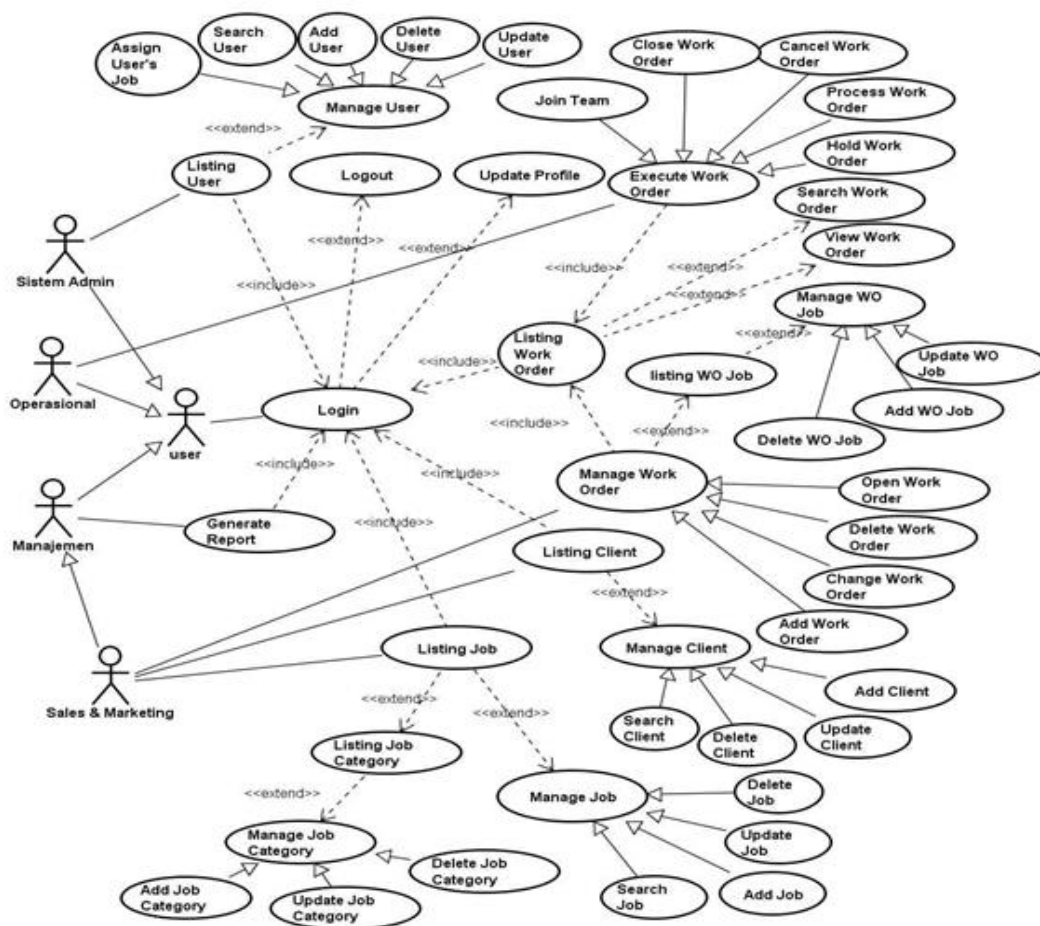 Assign
User's
Job
Search
User
Add
User
Delete
User
Update
User
Manage User
Close Work
Order
Cancel Work
Order
Join Team
Process Work
Order
Hold Work
Order
<<extend>>
Listing
User
Logout
Update Profile
Execute Work
Order
Search Work
Order
View Work
Order
Sistem Admin
<<extend>>
<<extend>>
<<include>>
<<include>>
<<extend>>
<<extend>>
Manage WO
Job
Listing
Work
Order
<<extend>>
Update WO
Job
Operasional
<<include>>
listing WO Job
Add WO Job
Login
user
<<include>>
<<extend>>
Delete WO Job
<<include>>
Manage Work
Order
Open Work
Order
Manajemen
Generate
Report
<<include>>
Delete Work
Order
Listing Client
Change Work
Order
<<extend>>
Add Work
Order
Listing Job
Manage Client
Add Client
Sales & Marketing
<<extend>>
<<extend>>
Search
Client
Delete
Client
Update
Client
Listing Job
Category
<<extend>>
Manage Job
Delete
Job
Manage Job
Category
Update
Job
Delete Job
Category
Add Job
Category
Update Job
Category
Search
Job
Add Job